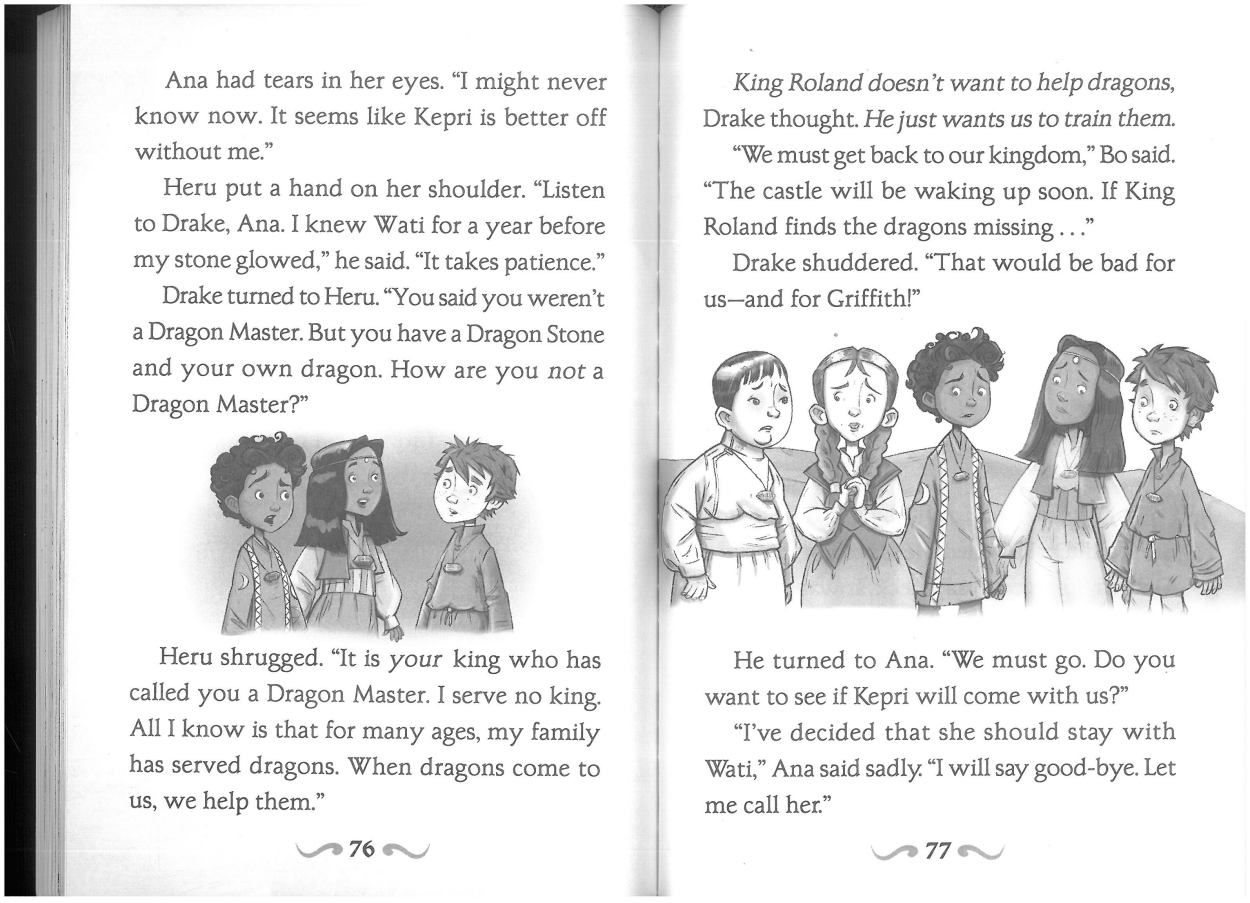 Ana had tears in her eyes. “I might never
know now. It seems like Kepri is better off
without me.”
Heru put a hand on her shoulder. “Listen
to Drake, Ana. I knew Wati for a year before
my stone glowed,” he said. “It takes patience.”
Drake turned to Heru. “You said you weren’t
a Dragon Master. But you have a Dragon Stone
and your own dragon. How are you not a
Dragon Master?”
Heru shrugged. “It is your king who has
called you a Dragon Master. I serve no king.
All I know is that for many ages, my family
has served dragons. When dragons come to
us, we help them.”
76
King Roland doesn’t want to help dragons,
Drake thought. He just wants us to train them.
“We must get back to our kingdom,” Bo said.
“The castle will be waking up soon. If King
Roland finds the dragons missing . . .”
Drake shuddered. “That would be bad for
us—and for Griffith!”
He turned to Ana. “We must go. Do you
want to see if Kepri will come with us?”
“I’ve decided that she should stay with
Wati,” Ana said sadly. “I will say good-bye. Let
me call her.”
77